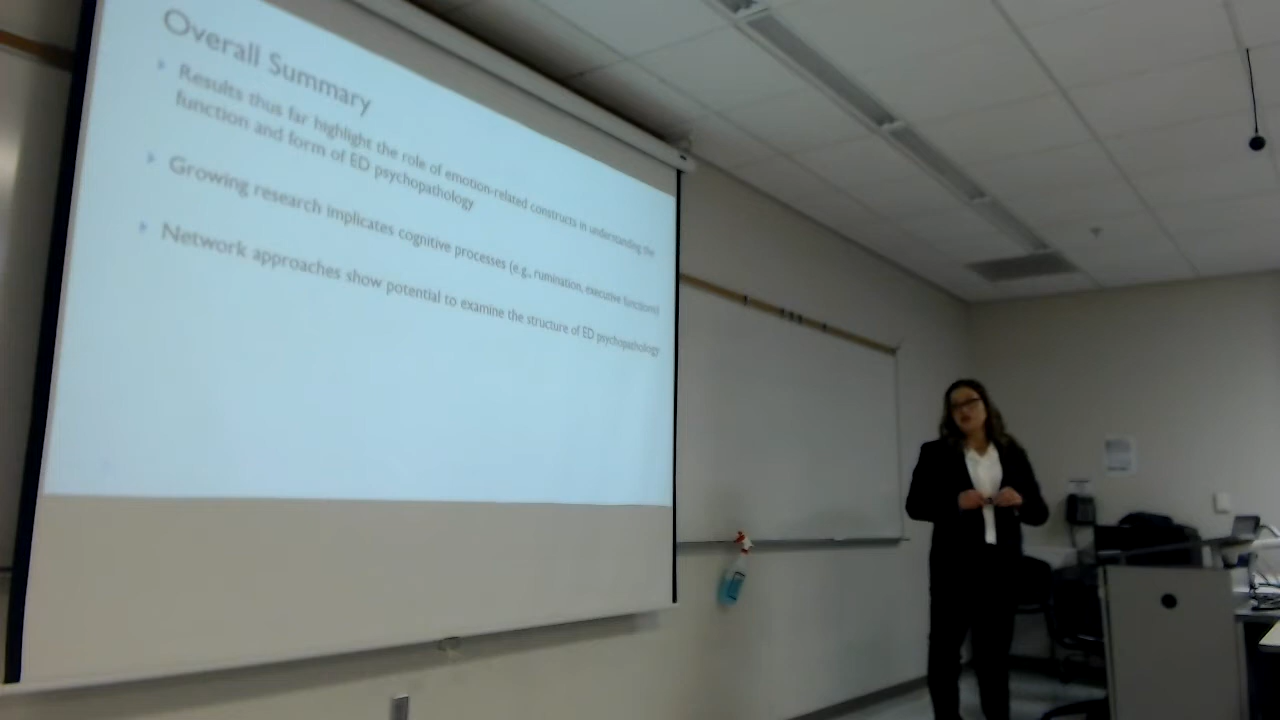 Overall Summary
Results thus far highlight the role of emotion-related constructs in understanding the
function and form of ED psychopathology
Growing research implicates cognitive processes (e.g., rumination, executive functions)
Network approaches show potential to examine the structure of ED psychopathology